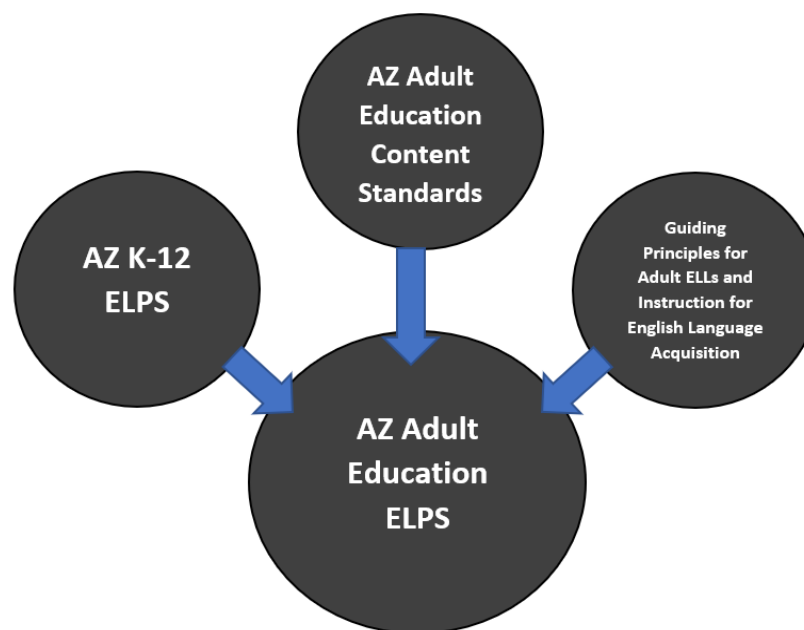 AZ Adult
Education
Content
Standards
AZ K-12
ELPS
Guiding
Principles for
Adult ELLs and
Instruction for
English Language
Acquisition
AZ Adult
Education
ELPS